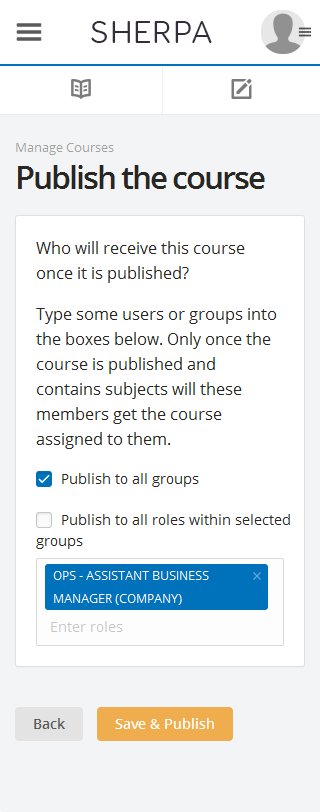 SHERPA
Manage Courses
Publish the course
Who will receive this course
once it is published?
Type some users or groups into
the boxes below. Only once the
course is published and
contains subjects will these
members get the course
assigned to them.
Publish to all groups
Publish to all roles within selected
groups
OPS - ASSISTANT BUSINESS
MANAGER (COMPANY)
Enter roles
Back
Save & Publish